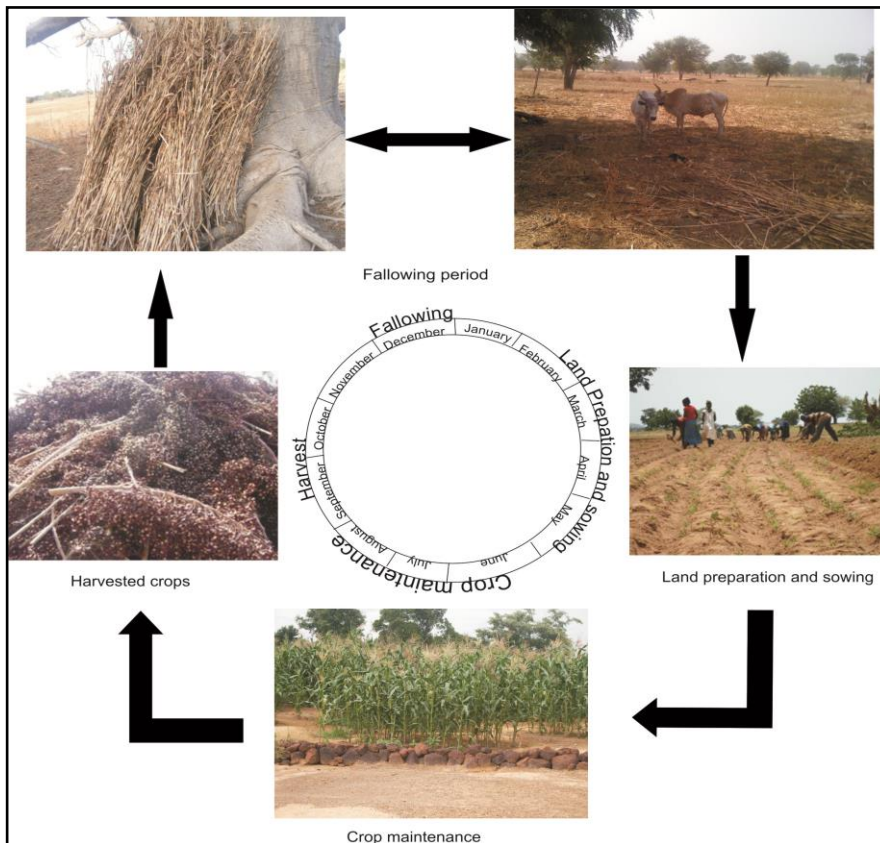 Fallowing period
Fallowing
January
February
March
April
May
June
July
August
September
October
November
December
Land Prepation and sowing
Crop maintenance
Harvest
Harvested crops
Land preparation and sowing
Crop maintenance